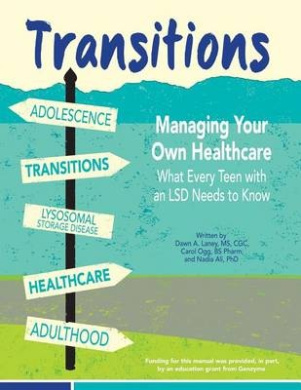 Transitions
ADOLESCENCE
TRANSITIONS
LYSOSOMAL
STORAGE DISEASE
HEALTHCARE
ADULTHOOD
Managing Your
Own Healthcare
What Every Teen with
an LSD Needs to Know
Written by
Dawn A. Laney, MS, CGC,
Carol Ogg, BS Pharm,
and Nadia Ali, PhD
Funding for this manual was provided, in part,
by an education grant from Genzyme